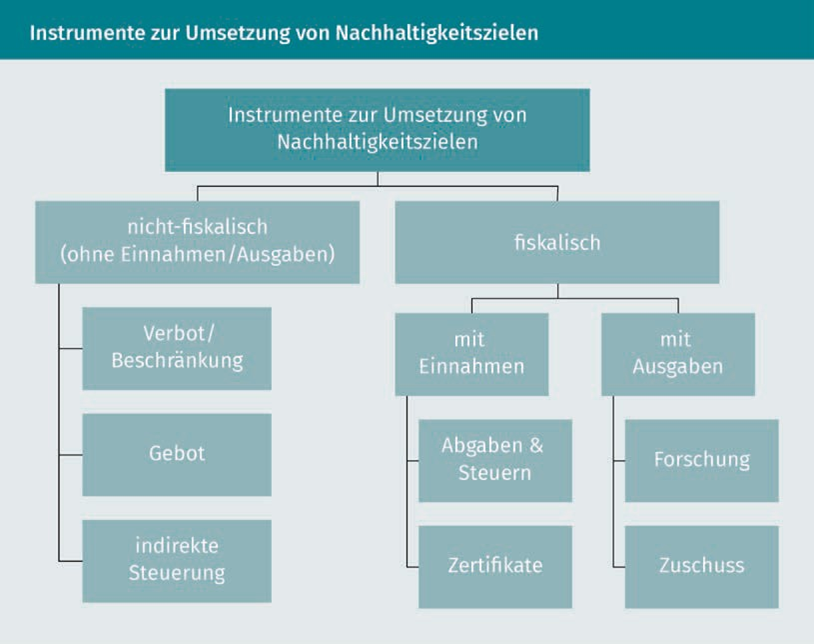 Instrumente zur Umsetzung von Nachhaltigkeitszielen
Instrumente zur Umsetzung von
Nachhaltigkeitszielen
nicht-fiskalisch
(ohne Einnahmen/Ausgaben)
Verbot/
Beschränkung
Gebot
indirekte
Steuerung
fiskalisch
mit
Einnahmen
Abgaben &
Steuern
Zertifikate
mit
Ausgaben
Forschung
Zuschuss